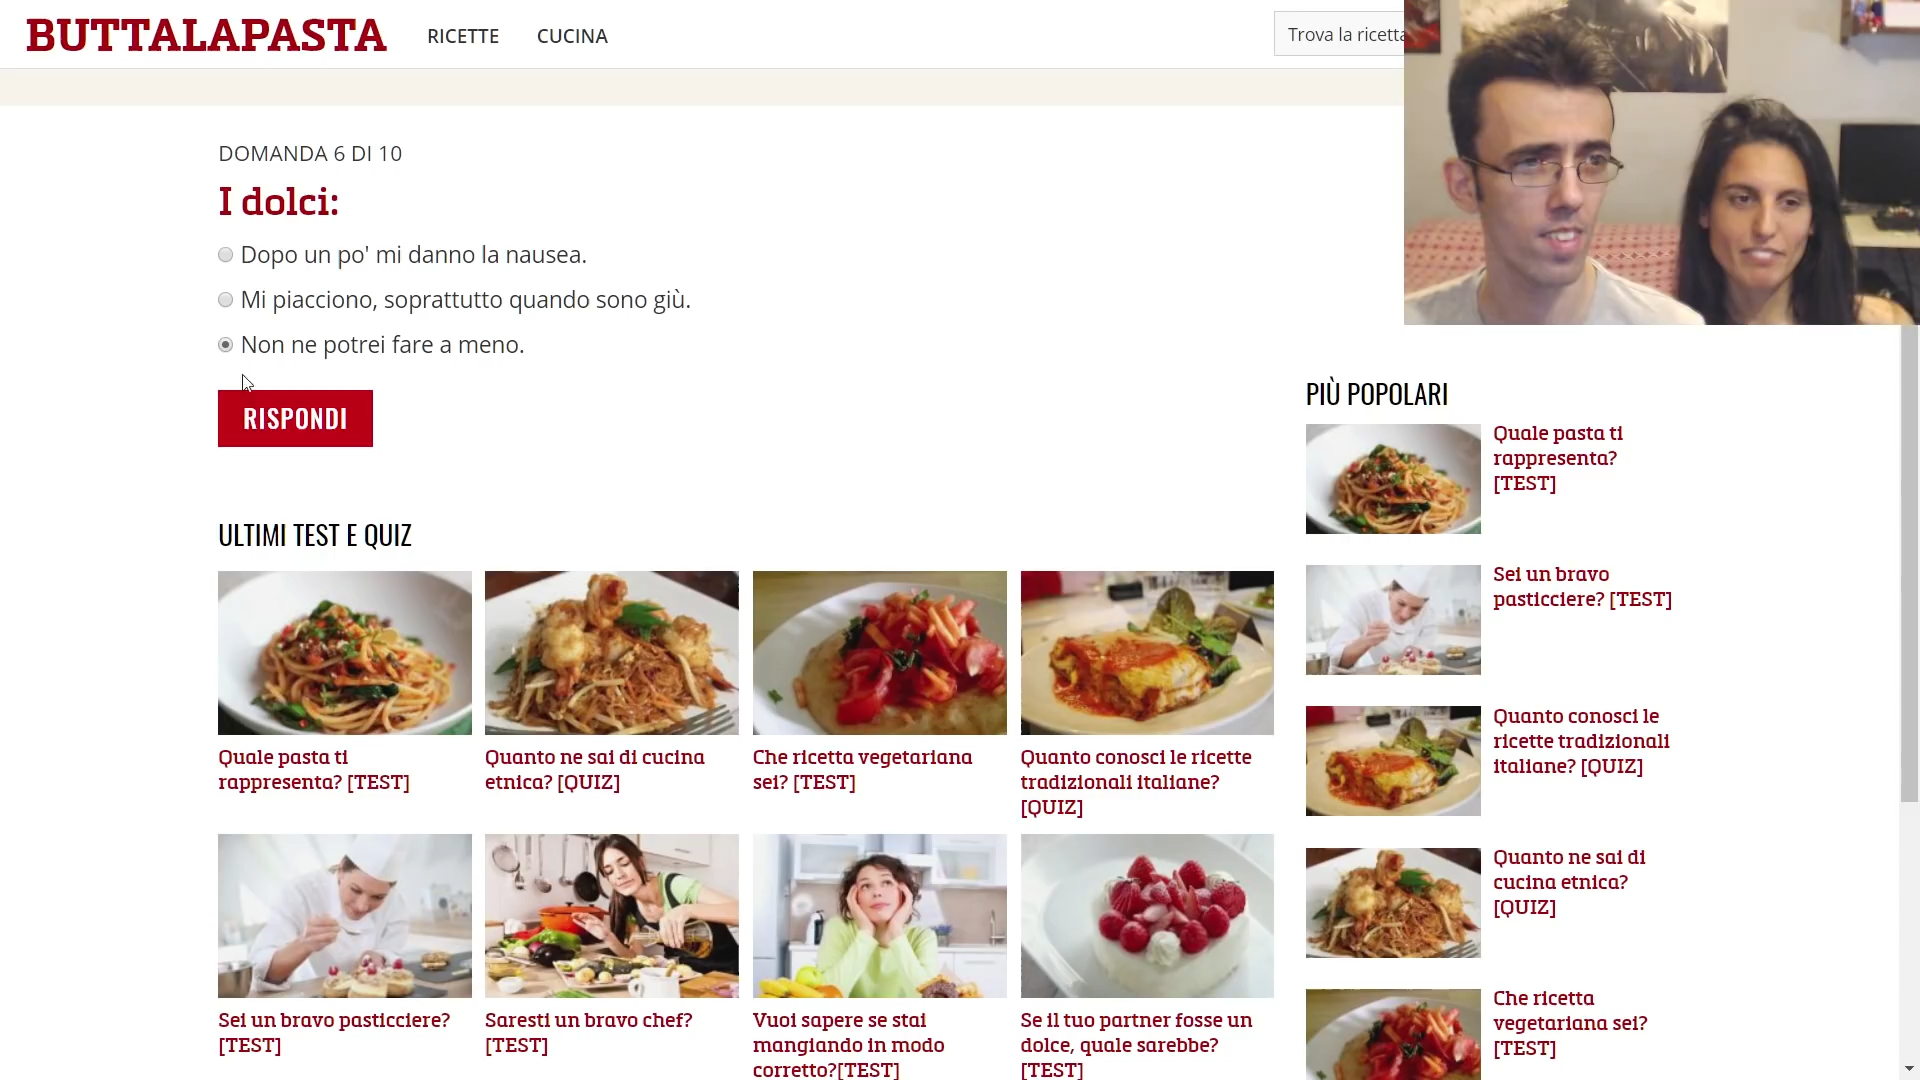 BUTTALAPASTA
RICETTE
CUCINA
Trova la ricetta
DOMANDA 6 DI 10
I dolci:
Dopo un po' mi danno la nausea.
Mi piacciono, soprattutto quando sono giù.
Non ne potrei fare a meno.
RISPONDI
ULTIMI TEST E QUIZ
Quale pasta ti
rappresenta? [TEST]
Quanto ne sai di cucina
etnica? [QUIZ]
Che ricetta vegetariana
sei? [TEST]
Quanto conosci le ricette
tradizionali italiane?
[QUIZ]
Sei un bravo pasticciere?
[TEST]
Saresti un bravo chef?
[TEST]
Vuoi sapere se stai
mangiando in modo
corretto?[TEST]
Se il tuo partner fosse un
dolce, quale sarebbe?
[TEST]
PIÙ POPOLARI
Quale pasta ti
rappresenta?
[TEST]
Sei un bravo
pasticciere? [TEST]
Quanto conosci le
ricette tradizionali
italiane? [QUIZ]
Quanto ne sai di
cucina etnica?
[QUIZ]
Che ricetta
vegetariana sei?
[TEST]